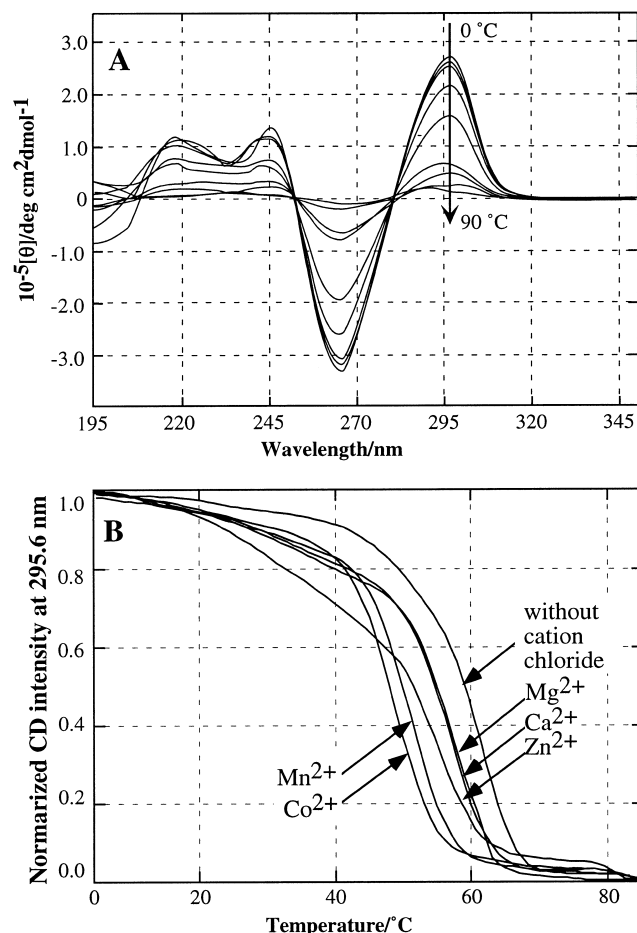 A
3.0
2.0
1.0
0
-1.0
-2.0
-3.0
10-5[θ]/deg cm2dmol-1
0 °C
90 °C
195 220 245 270 295 320 345
Wavelength/nm
B
1.0
0.8
0.6
0.4
0.2
0.0
Normarized CD intensity at 295.6 nm
without
cation
chloride
Mg2+
Ca2+
Zn2+
Mn2+
Co2+
0 20 40 60 80
Temperature/°C